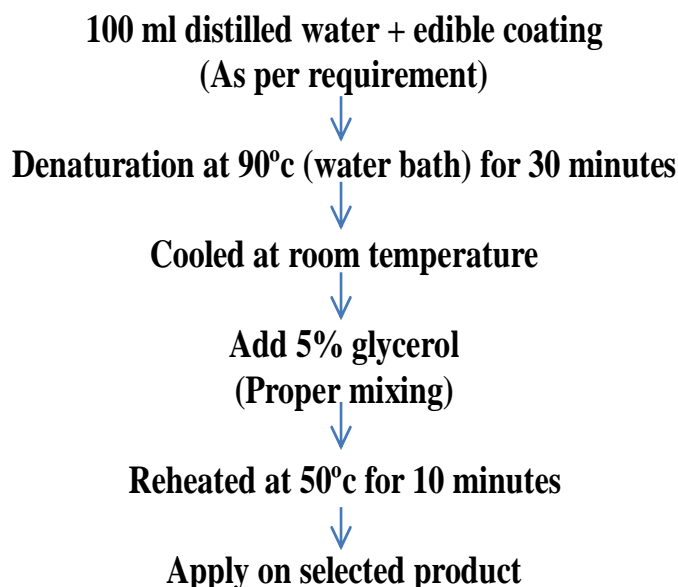 100 ml distilled water + edible coating
(As per requirement)
Denaturation at 90ºc (water bath) for 30 minutes
Cooled at room temperature
Add 5% glycerol
(Proper mixing)
Reheated at 50ºc for 10 minutes
Apply on selected product